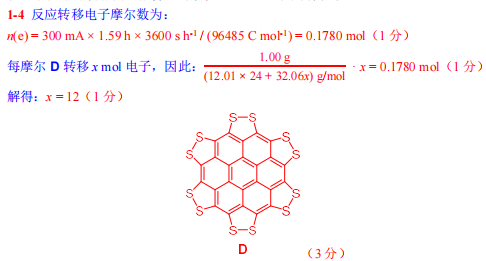 1-4 反应转移电子摩尔数为：
n(e) = 300 mA × 1.59 h × 3600 s h⁻¹ / (96485 C mol⁻¹) = 0.1780 mol（1 分）
每摩尔 D 转移 x mol 电子，因此：1.00 g / (12.01 × 24 + 32.06x) g/mol · x = 0.1780 mol（1 分）
解得：x = 12（1 分）
S S
S S
S S
S S
S S
S S
D （3 分）